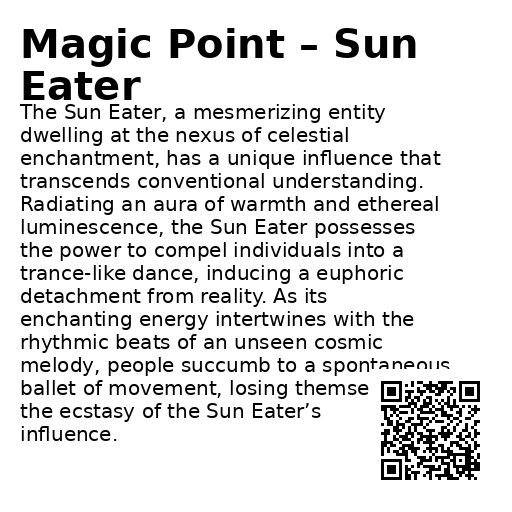 Magic Point – Sun
Eater
The Sun Eater, a mesmerizing entity
dwelling at the nexus of celestial
enchantment, has a unique influence that
transcends conventional understanding.
Radiating an aura of warmth and ethereal
luminescence, the Sun Eater possesses
the power to compel individuals into a
trance-like dance, inducing a euphoric
detachment from reality. As its
enchanting energy intertwines with the
rhythmic beats of an unseen cosmic
melody, people succumb to a spontaneous
ballet of movement, losing themse
the ecstasy of the Sun Eater’s
influence.